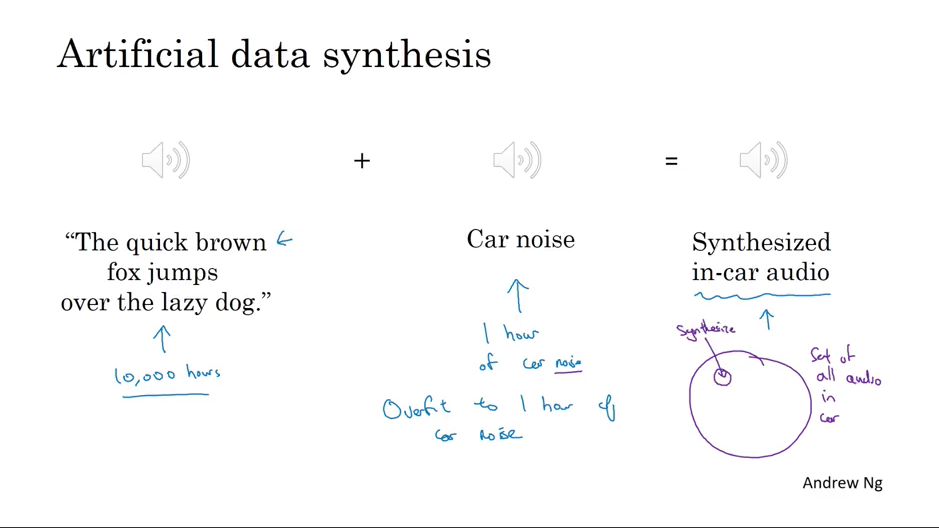 Artificial data synthesis
+
=
“The quick brown
fox jumps
over the lazy dog.”
10,000 hours
Car noise
1 hour
of car noise
Overfit to 1 hour of
car noise
Synthesized
in-car audio
Synthesize
Set of
all audio
in
car
Andrew Ng